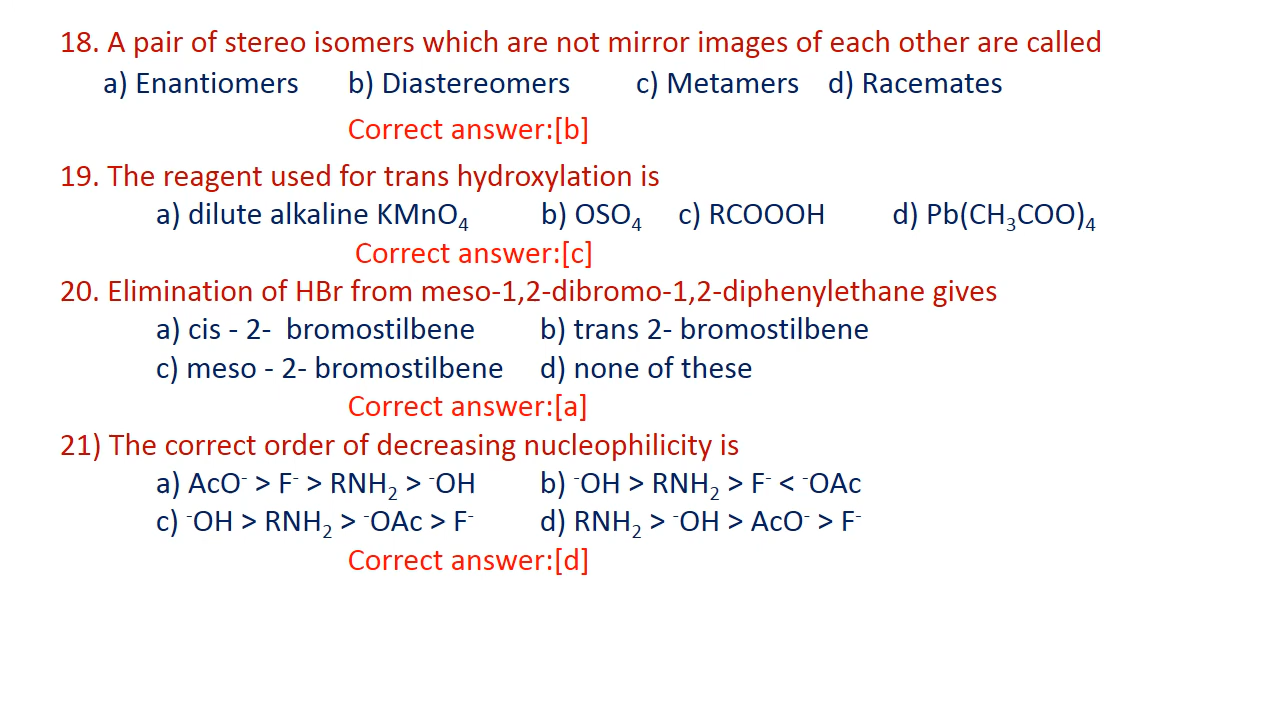 18. A pair of stereo isomers which are not mirror images of each other are called
a) Enantiomers b) Diastereomers c) Metamers d) Racemates
Correct answer:[b]
19. The reagent used for trans hydroxylation is
a) dilute alkaline KMnO₄ b) OSO₄ c) RCOOOH d) Pb(CH₃COO)₄
Correct answer:[c]
20. Elimination of HBr from meso-1,2-dibromo-1,2-diphenylethane gives
a) cis - 2- bromostilbene b) trans 2- bromostilbene
c) meso - 2- bromostilbene d) none of these
Correct answer:[a]
21) The correct order of decreasing nucleophilicity is
a) AcO⁻ > F⁻ > RNH₂ > ⁻OH b) ⁻OH > RNH₂ > F⁻ < ⁻OAc
c) ⁻OH > RNH₂ > ⁻OAc > F⁻ d) RNH₂ > ⁻OH > AcO⁻ > F⁻
Correct answer:[d]